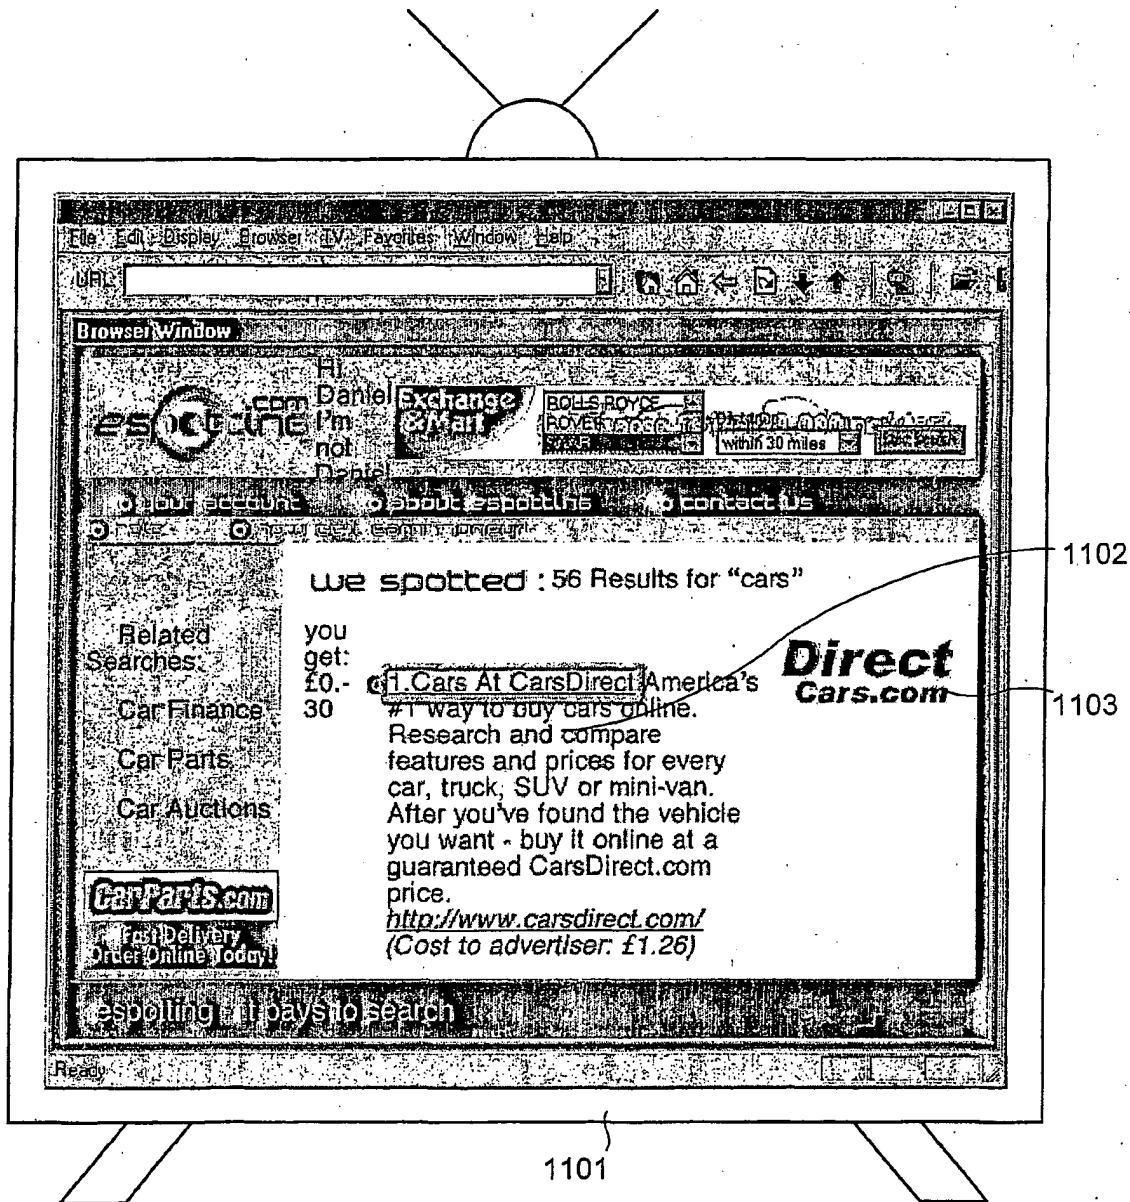 File Edit Display Browser TV Favorites Window Help
URL
Browser Window
espotting.com
Hi
Daniel
I'm
not
Daniel
Exchange
&Mart
ROLLS ROYCE
ROVER
within 30 miles
your account
about espotting
contact us
we spotted : 56 Results for "cars"
Related
Searches:
Car Finance
Car Parts
Car Auctions
you
get:
£0.-
30
1.Cars At CarsDirect America's
#1 way to buy cars online.
Research and compare
features and prices for every
car, truck, SUV or mini-van.
After you've found the vehicle
you want - buy it online at a
guaranteed CarsDirect.com
price.
http://www.carsdirect.com/
(Cost to advertiser: £1.26)
Direct
Cars.com
1102
1103
CarParts.com
Fast Delivery
Order Online Today!
espotting - it pays to search
Ready
1101